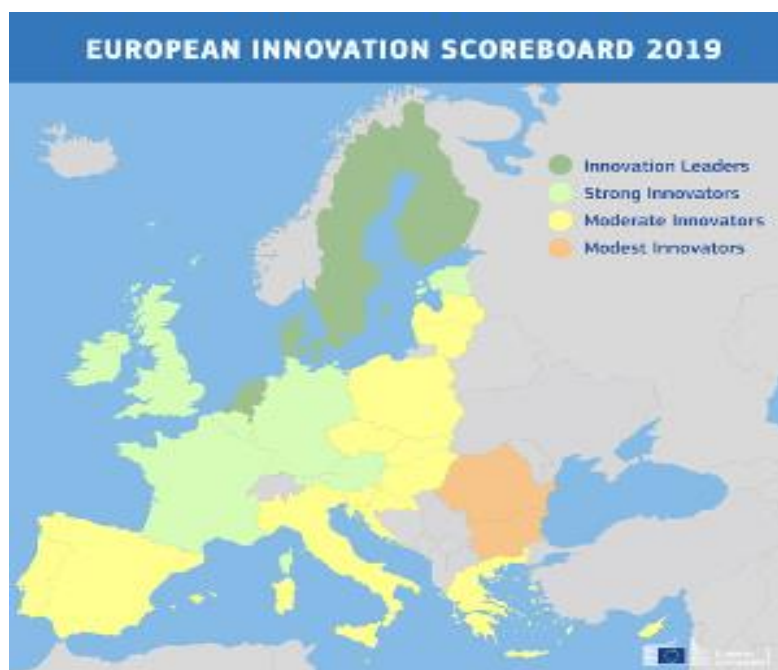 EUROPEAN INNOVATION SCOREBOARD 2019
Innovation Leaders
Strong Innovators
Moderate Innovators
Modest Innovators